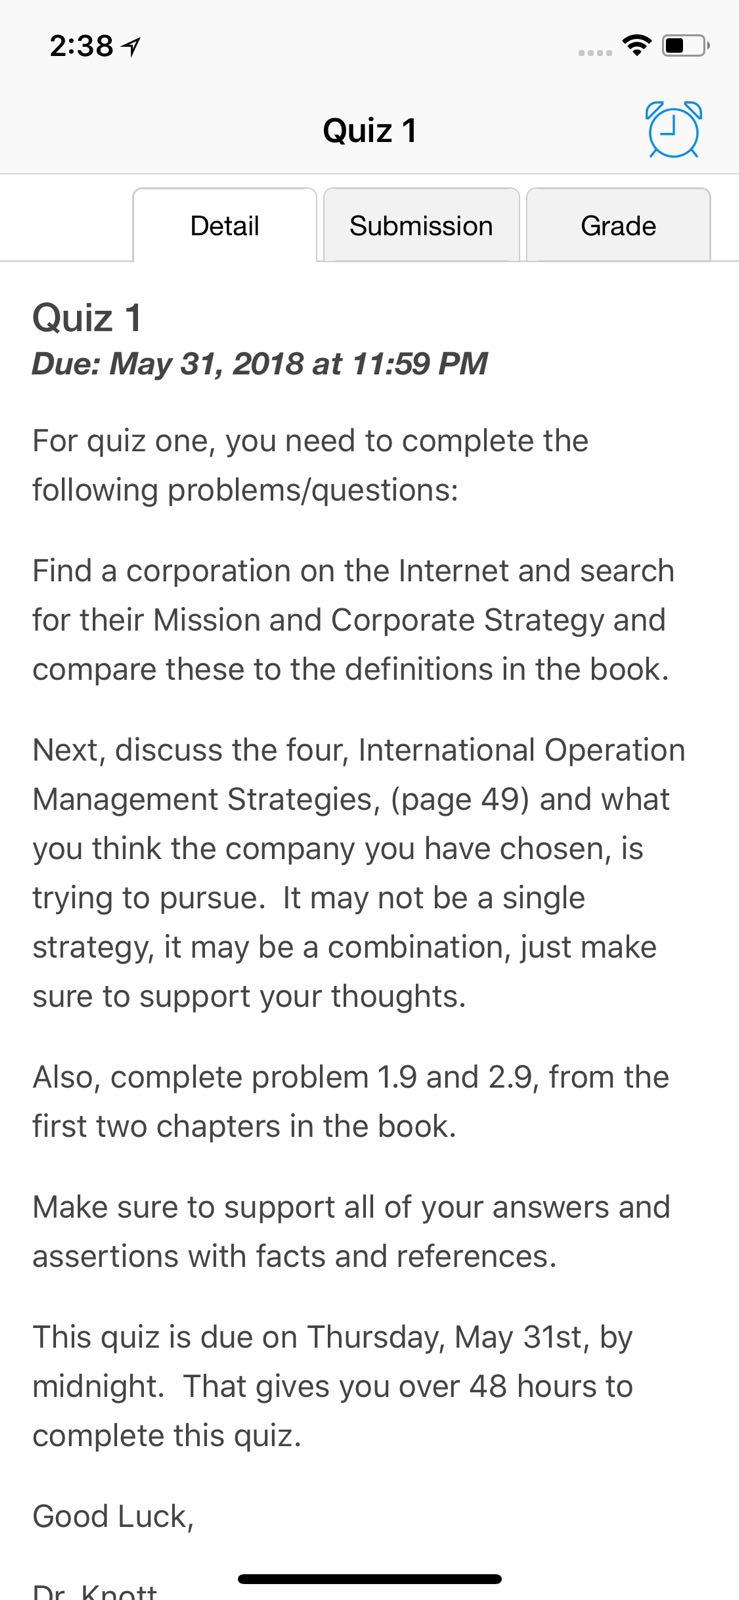 2:38
Quiz 1
Detail Submission Grade
Quiz 1
Due: May 31, 2018 at 11:59 PM
For quiz one, you need to complete the
following problems/questions:
Find a corporation on the Internet and search
for their Mission and Corporate Strategy and
compare these to the definitions in the book.
Next, discuss the four, International Operation
Management Strategies, (page 49) and what
you think the company you have chosen, is
trying to pursue.  It may not be a single
strategy, it may be a combination, just make
sure to support your thoughts.
Also, complete problem 1.9 and 2.9, from the
first two chapters in the book.
Make sure to support all of your answers and
assertions with facts and references.
This quiz is due on Thursday, May 31st, by
midnight.  That gives you over 48 hours to
complete this quiz.
Good Luck,
Dr. Knott